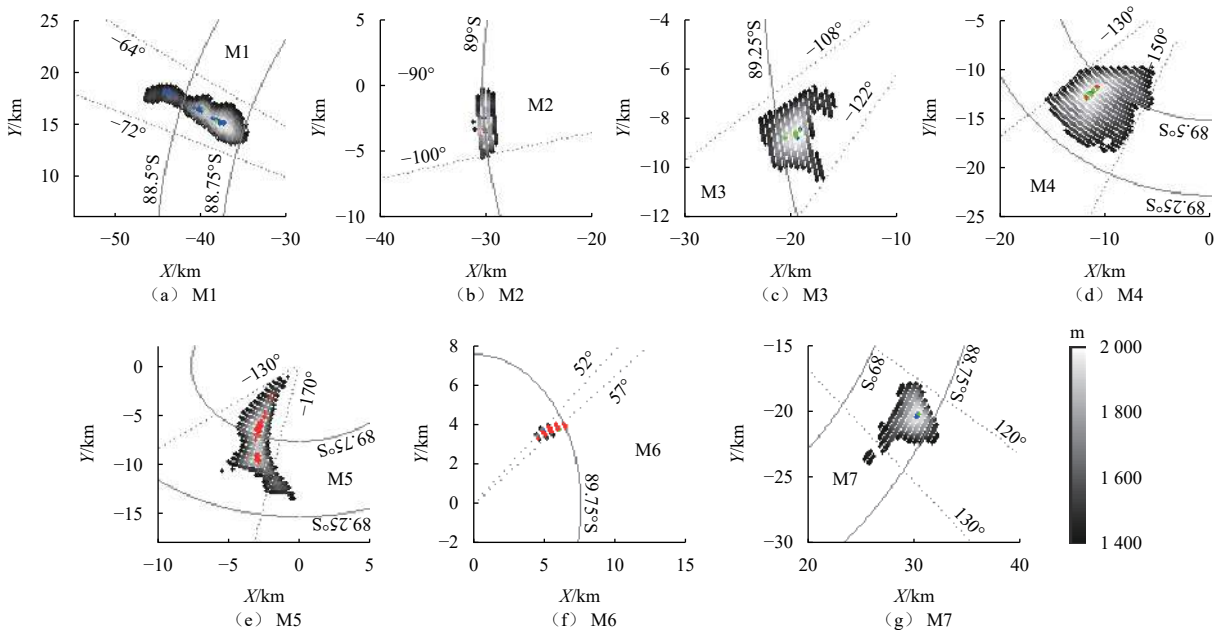 25
20
15
10
−50
−40
−30
Y/km
X/km
−64°
−72°
88.5°S
88.75°S
M1
(a) M1
5
0
−5
−10
−40
−30
−20
Y/km
X/km
89°S
−90°
−100°
M2
(b) M2
−4
−6
−8
−10
−12
−30
−20
−10
Y/km
X/km
89.25°S
−108°
−122°
M3
(c) M3
−5
−10
−15
−20
−25
−20
−10
0
Y/km
X/km
−130°
−150°
89.5°S
89.25°S
M4
(d) M4
0
−5
−10
−15
−10
−5
0
5
Y/km
X/km
−130°
−170°
89.75°S
89.25°S
M5
(e) M5
8
6
4
2
0
−2
0
5
10
15
Y/km
X/km
52°
57°
89.75°S
M6
(f) M6
−15
−20
−25
−30
20
30
40
Y/km
X/km
89°S
88.75°S
120°
130°
M7
(g) M7
m
2 000
1 800
1 600
1 400